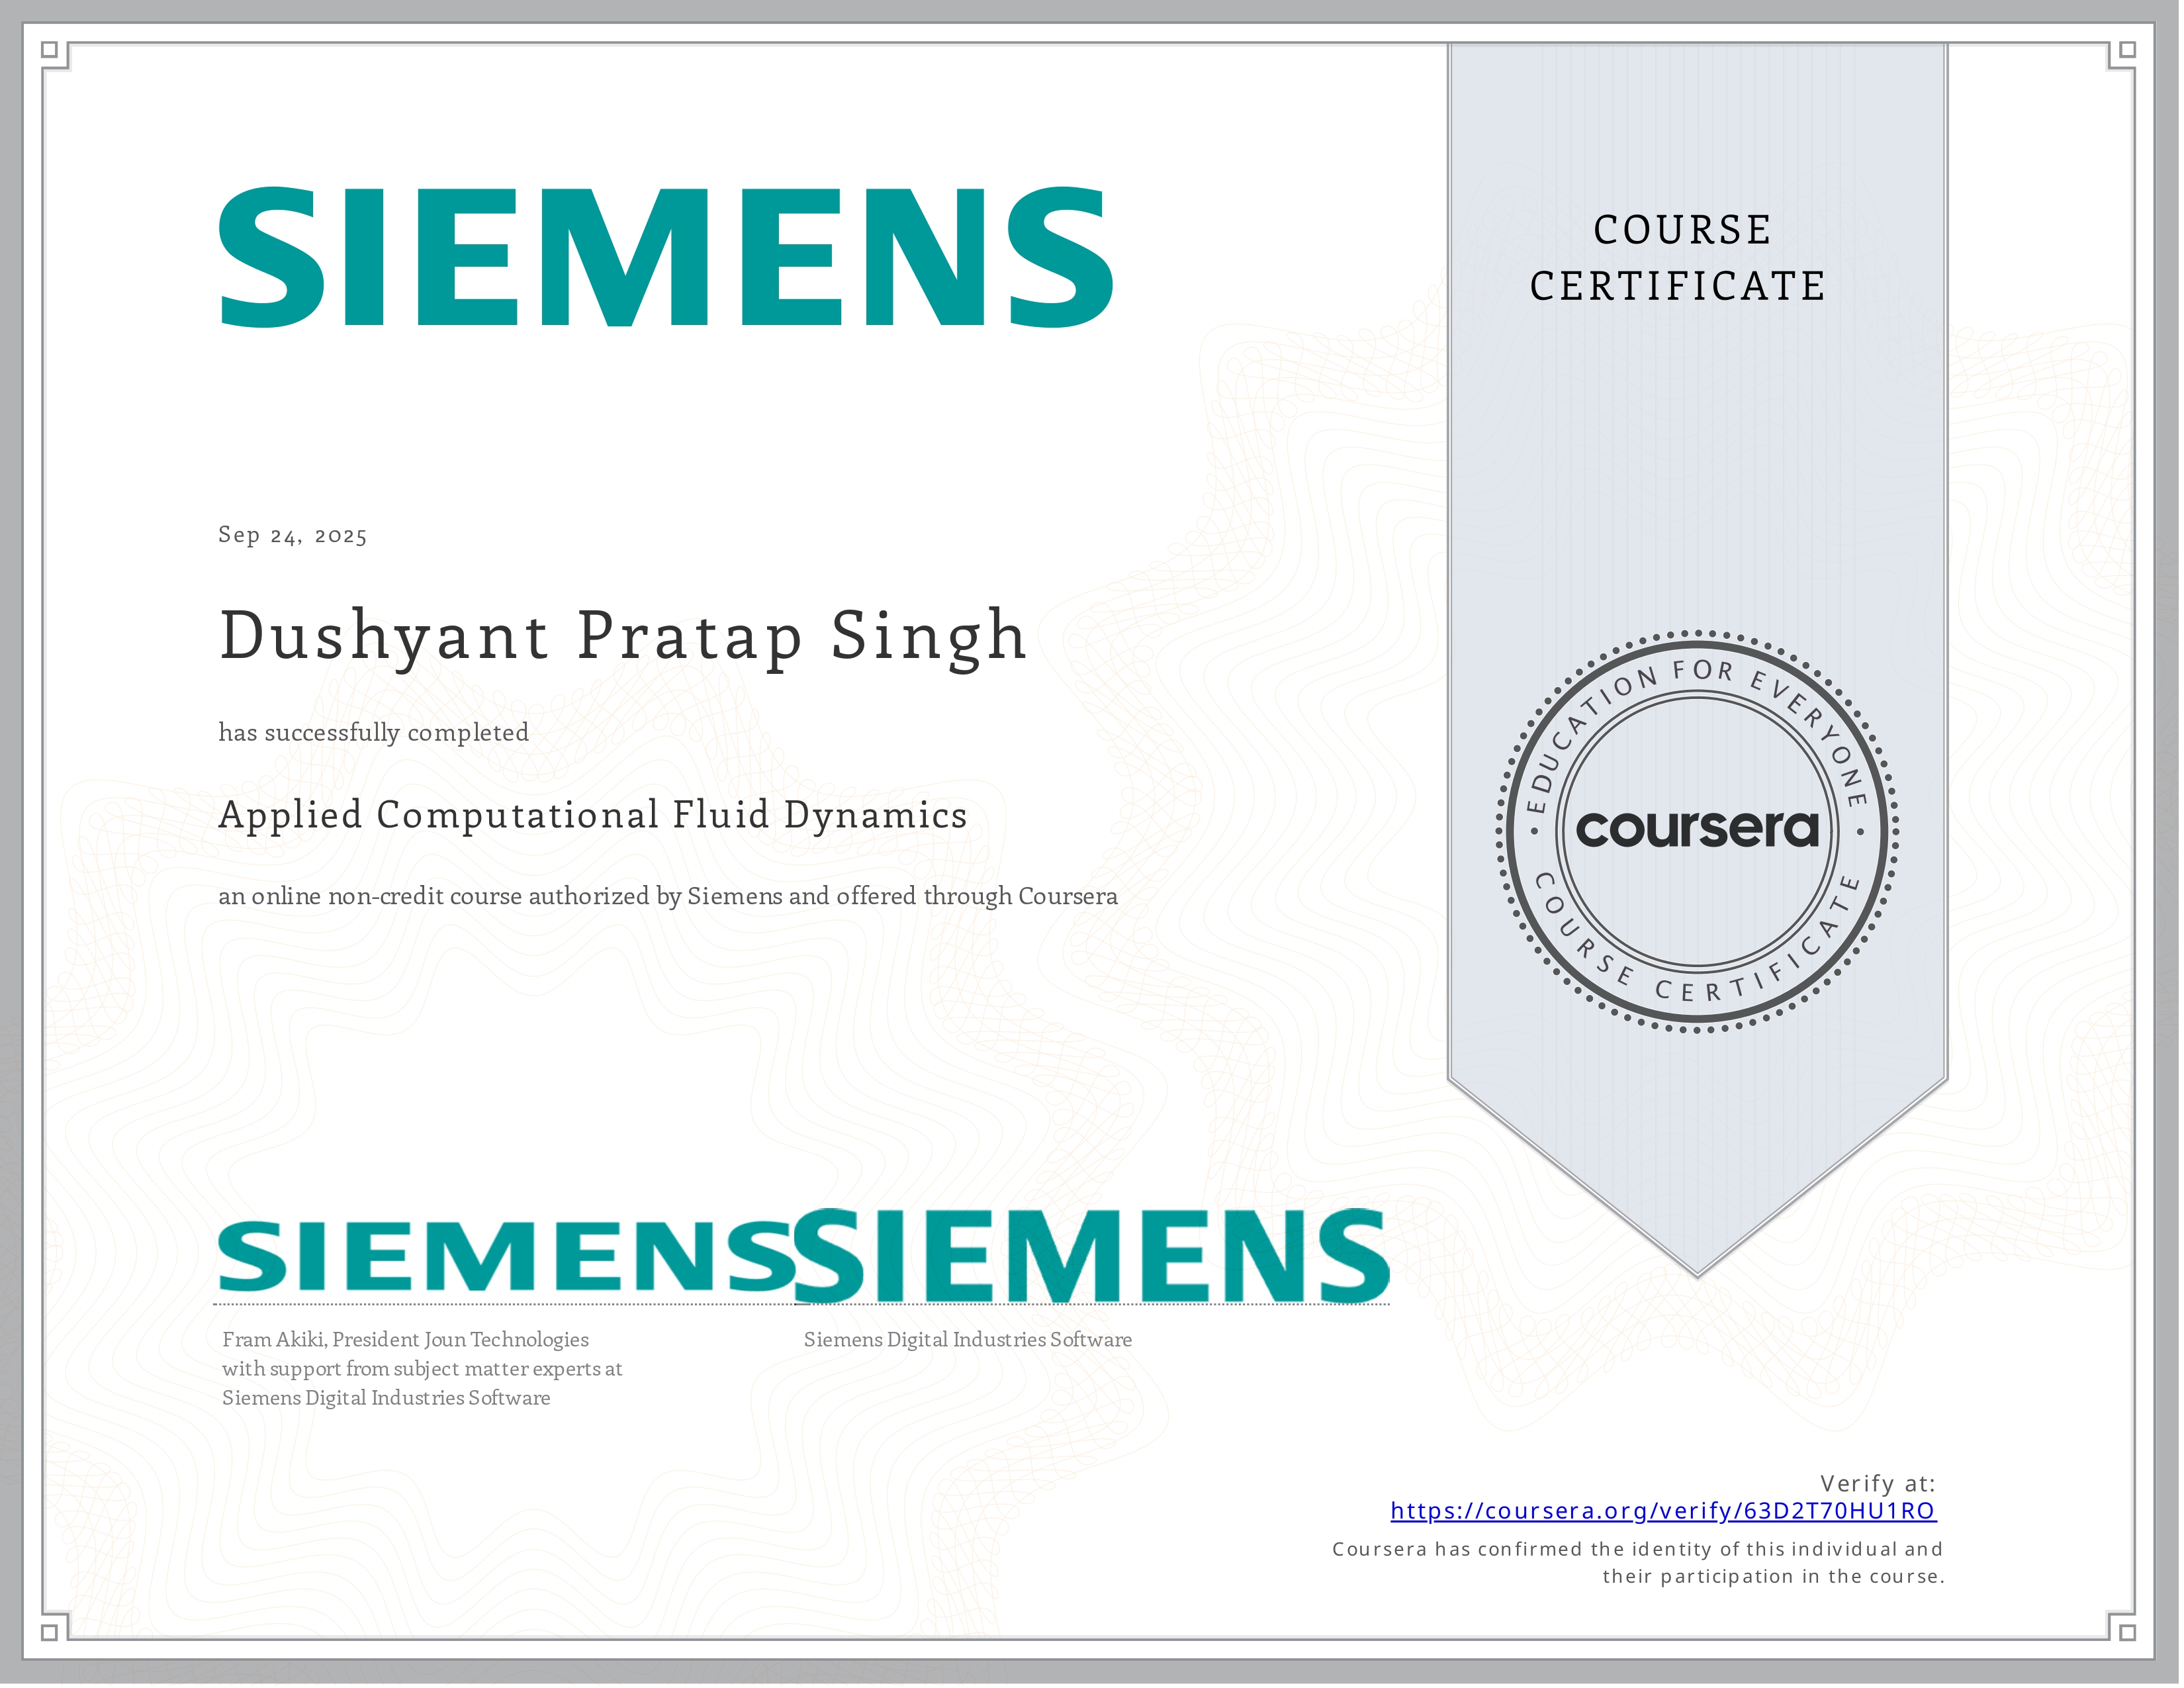 SIEMENS
COURSE
CERTIFICATE
Sep 24, 2025
Dushyant Pratap Singh
has successfully completed
Applied Computational Fluid Dynamics
an online non-credit course authorized by Siemens and offered through Coursera
EDUCATION FOR EVERYONE
coursera
COURSE CERTIFICATE
SIEMENS
SIEMENS
Fram Akiki, President Joun Technologies
with support from subject matter experts at
Siemens Digital Industries Software
Siemens Digital Industries Software
Verify at:
https://coursera.org/verify/63D2T70HU1RO
Coursera has confirmed the identity of this individual and
their participation in the course.